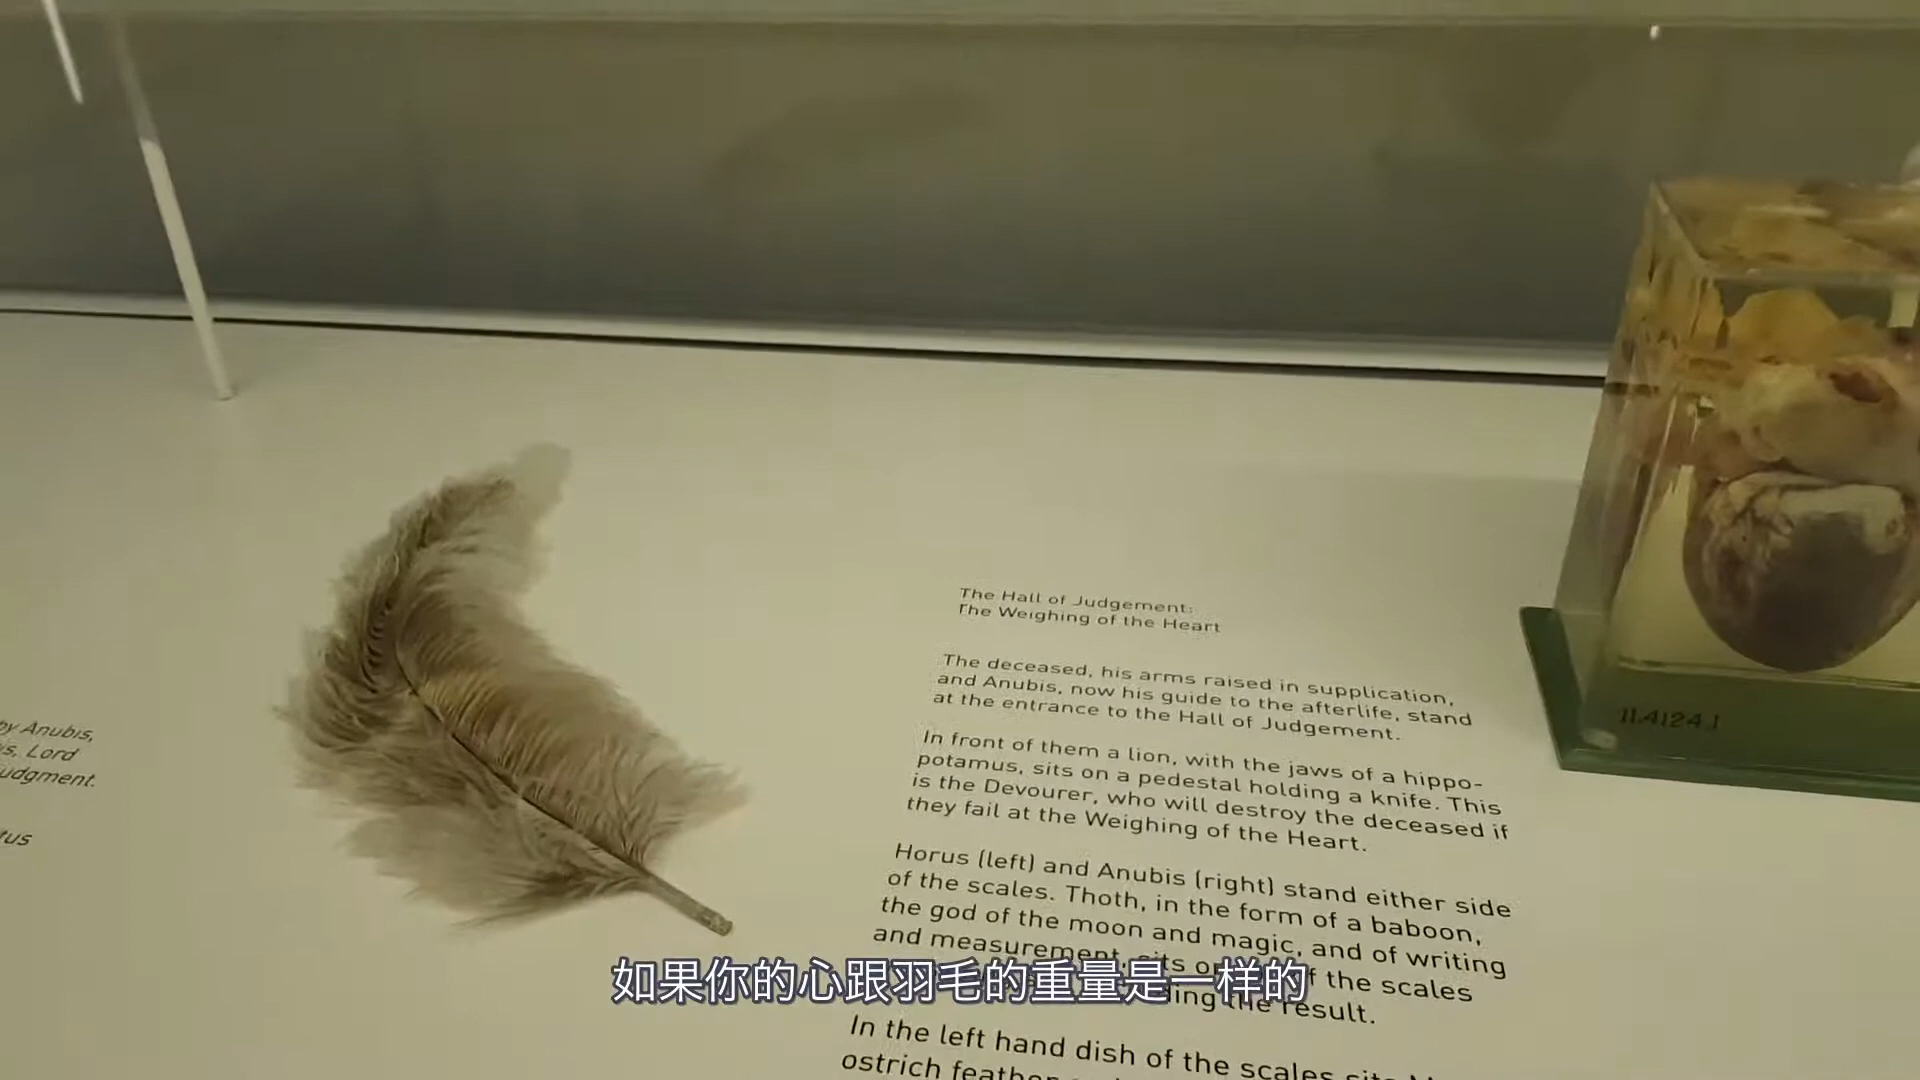 by Anubis,
Lord
udgment.
The Hall of Judgement:
The Weighing of the Heart
The deceased, his arms raised in supplication,
and Anubis, now his guide to the afterlife, stand
at the entrance to the Hall of Judgement.
In front of them a lion, with the jaws of a hippo-
potamus, sits on a pedestal holding a knife. This
is the Devourer, who will destroy the deceased if
they fail at the Weighing of the Heart.
Horus (left) and Anubis (right) stand either side
of the scales. Thoth, in the form of a baboon,
the god of the moon and magic, and of writing
and measurement, sits of the scales
the result.
In the left hand dish of the scales
ostrich feather
11.4124.1
如果你的心跟羽毛的重量是一样的